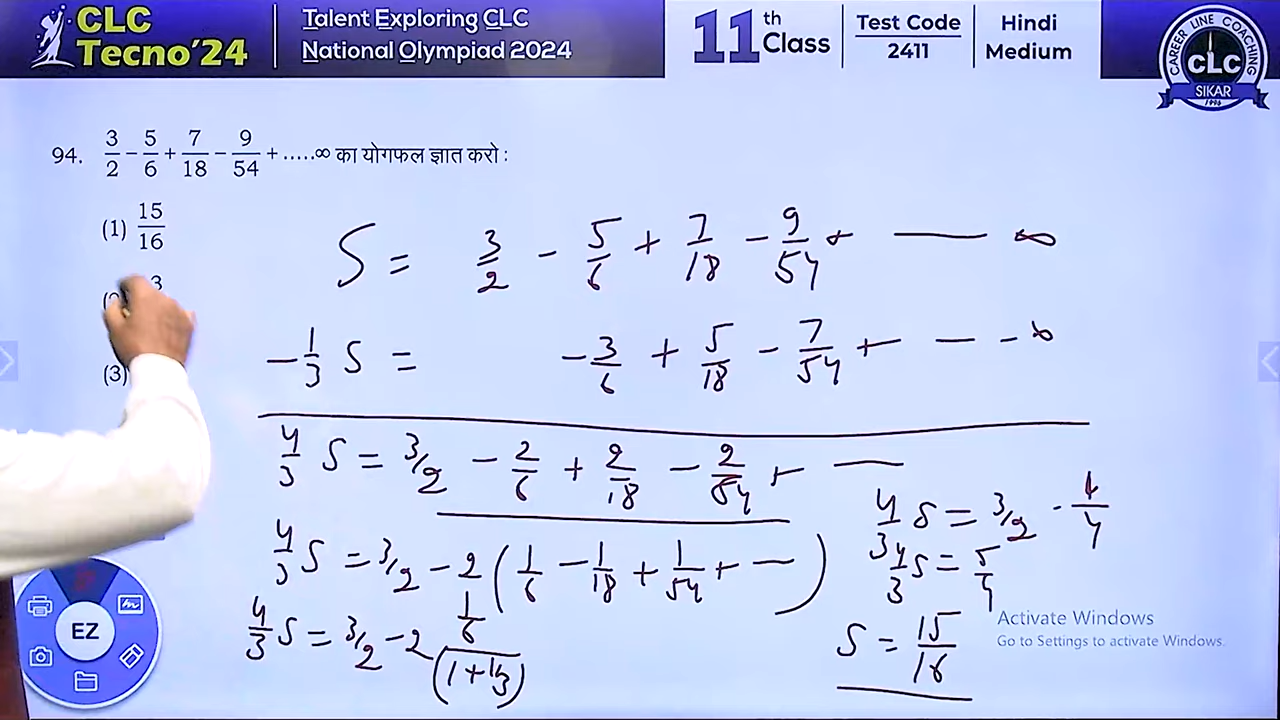 CLC
Tecno'24
Talent Exploring CLC
National Olympiad 2024
11th Class
Test Code
2411
Hindi
Medium
CAREER LINE COACHING
CLC
SIKAR
1996
94. 3/2 - 5/6 + 7/18 - 9/54 + .....∞ का योगफल ज्ञात करो :
(1) 15/16
3
(3)
S = 3/2 - 5/6 + 7/18 - 9/54 + — ∞
-1/3 S = -3/6 + 5/18 - 7/54 + — - ∞
4/3 S = 3/2 - 2/6 + 2/18 - 2/54 + —
4/3 S = 3/2 - 2 ( 1/6 - 1/18 + 1/54 + — )
4/3 S = 3/2 - 2 (1/6)/(1+1/3)
4/3 S = 3/2 - 1/4
4/3 S = 5/4
S = 15/16
EZ
Activate Windows
Go to Settings to activate Windows.